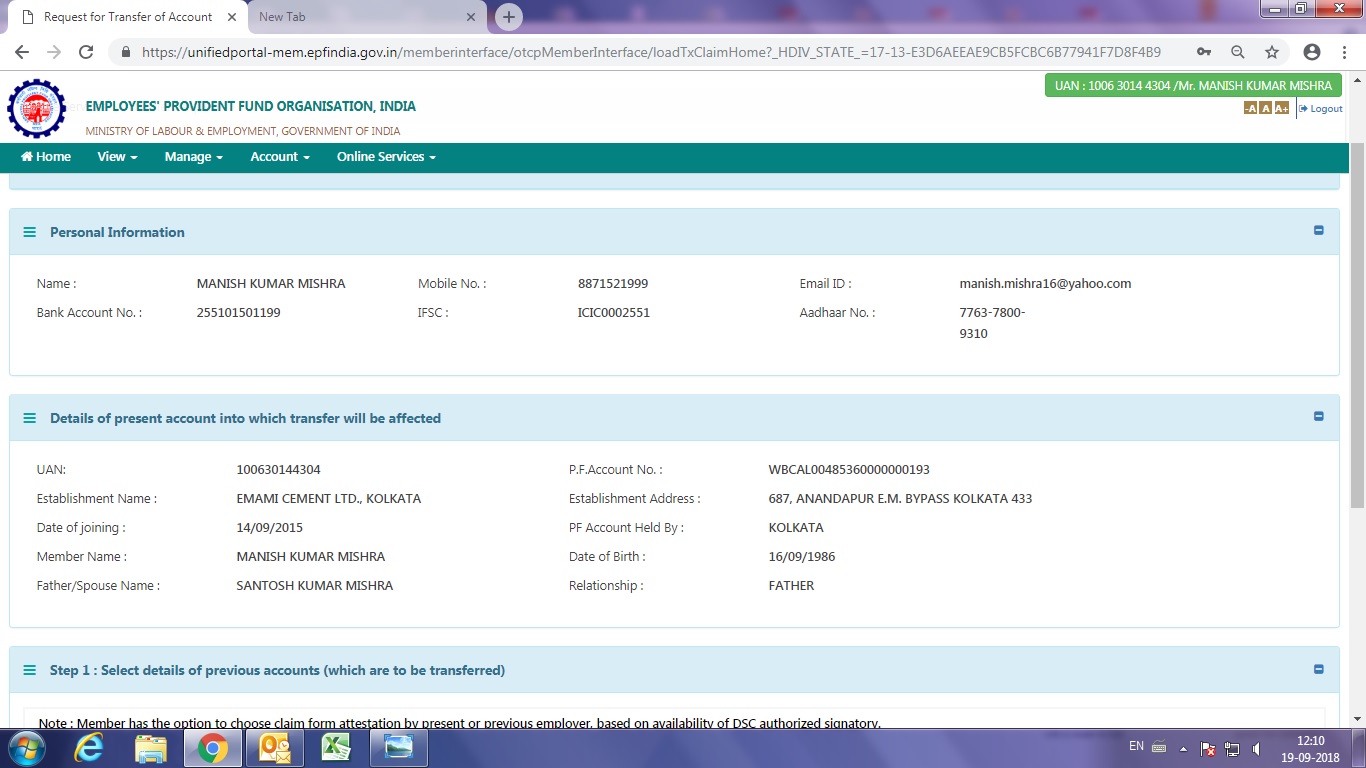 Request for Transfer of Account
New Tab
https://unifiedportal-mem.epfindia.gov.in/memberinterface/otcpMemberInterface/loadTxClaimHome?_HDIV_STATE_=17-13-E3D6AEEAE9CB5FCBC6B77941F7D8F4B9
UAN : 1006 3014 4304 /Mr. MANISH KUMAR MISHRA
EMPLOYEES' PROVIDENT FUND ORGANISATION, INDIA
-A A A+ Logout
MINISTRY OF LABOUR & EMPLOYMENT, GOVERNMENT OF INDIA
Home View Manage Account Online Services
Personal Information
Name : MANISH KUMAR MISHRA Mobile No. : 8871521999 Email ID : manish.mishra16@yahoo.com
Bank Account No. : 255101501199 IFSC : ICIC0002551 Aadhaar No. : 7763-7800-
9310
Details of present account into which transfer will be affected
UAN: 100630144304 P.F.Account No. : WBCAL00485360000000193
Establishment Name : EMAMI CEMENT LTD., KOLKATA Establishment Address : 687, ANANDAPUR E.M. BYPASS KOLKATA 433
Date of joining : 14/09/2015 PF Account Held By : KOLKATA
Member Name : MANISH KUMAR MISHRA Date of Birth : 16/09/1986
Father/Spouse Name : SANTOSH KUMAR MISHRA Relationship : FATHER
Step 1 : Select details of previous accounts (which are to be transferred)
Note : Member has the option to choose claim form attestation by present or previous employer, based on availability of DSC authorized signatory.
EN
12:10
19-09-2018